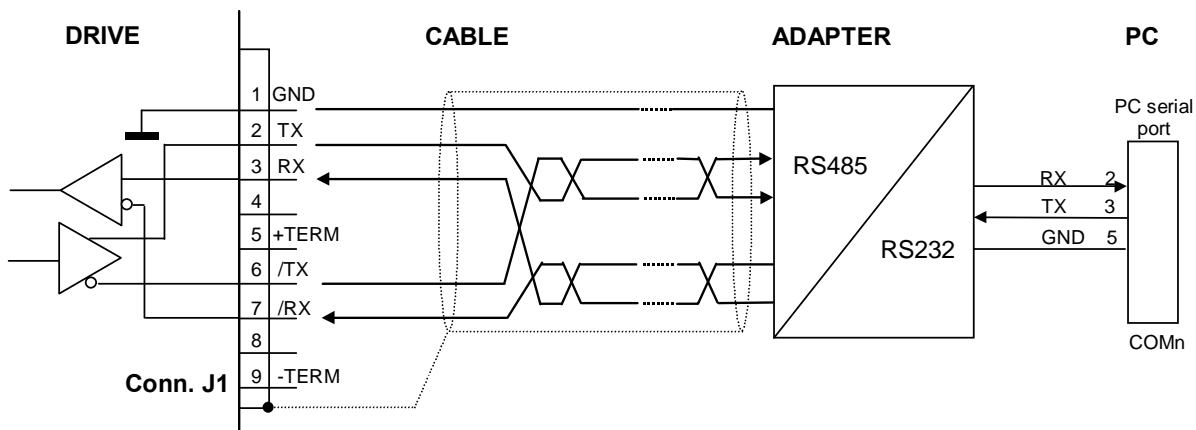 DRIVE
CABLE
ADAPTER
PC
1 GND
2 TX
3 RX
4
5 +TERM
6 /TX
7 /RX
8
9 -TERM
Conn. J1
RS485
RS232
PC serial
port
RX 2
TX 3
GND 5
COMn